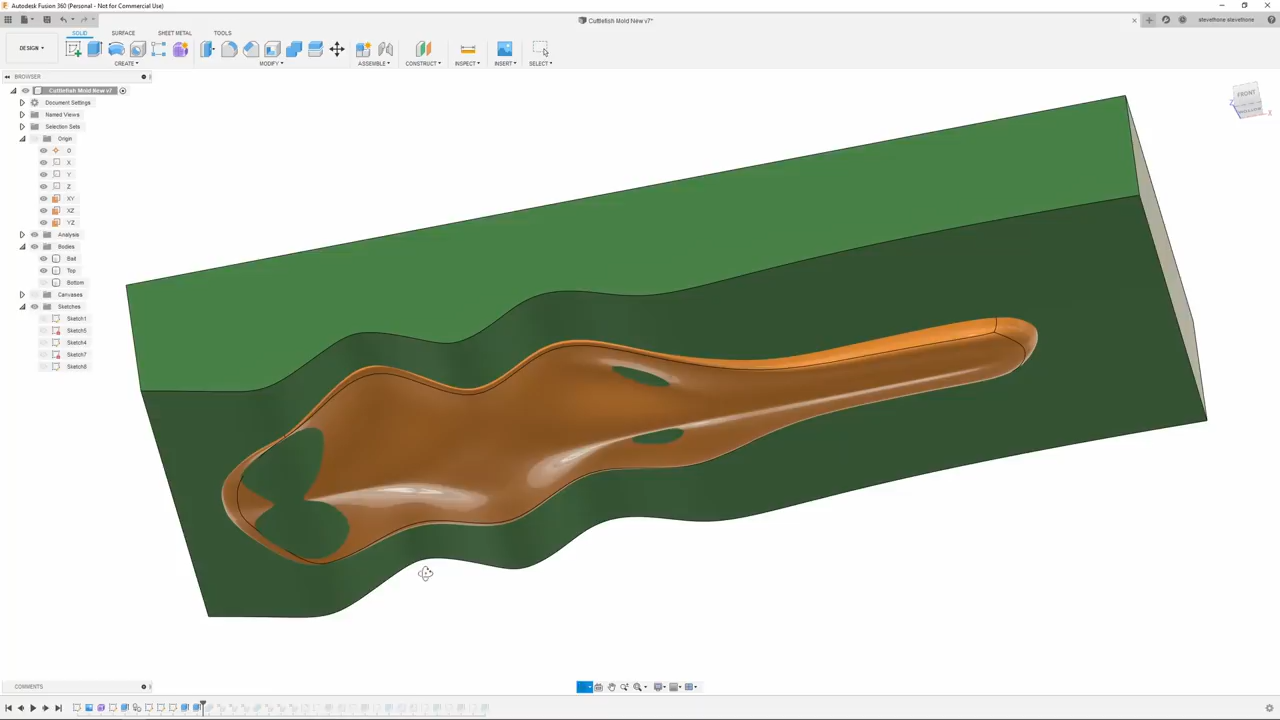 Autodesk Fusion 360 (Personal - Not for Commercial Use)
Cuttlefish Mold New v7*
stevethone stevethone
DESIGN
SOLID SURFACE SHEET METAL TOOLS
CREATE MODIFY ASSEMBLE CONSTRUCT INSPECT INSERT SELECT
BROWSER
Cuttlefish Mold New v7
Document Settings
Named Views
Selection Sets
Origin
O
X
Y
Z
XY
XZ
YZ
Analysis
Bodies
Bait
Top
Bottom
Canvases
Sketches
Sketch1
Sketch5
Sketch4
Sketch7
Sketch8
FRONT
Z
X
COMMENTS